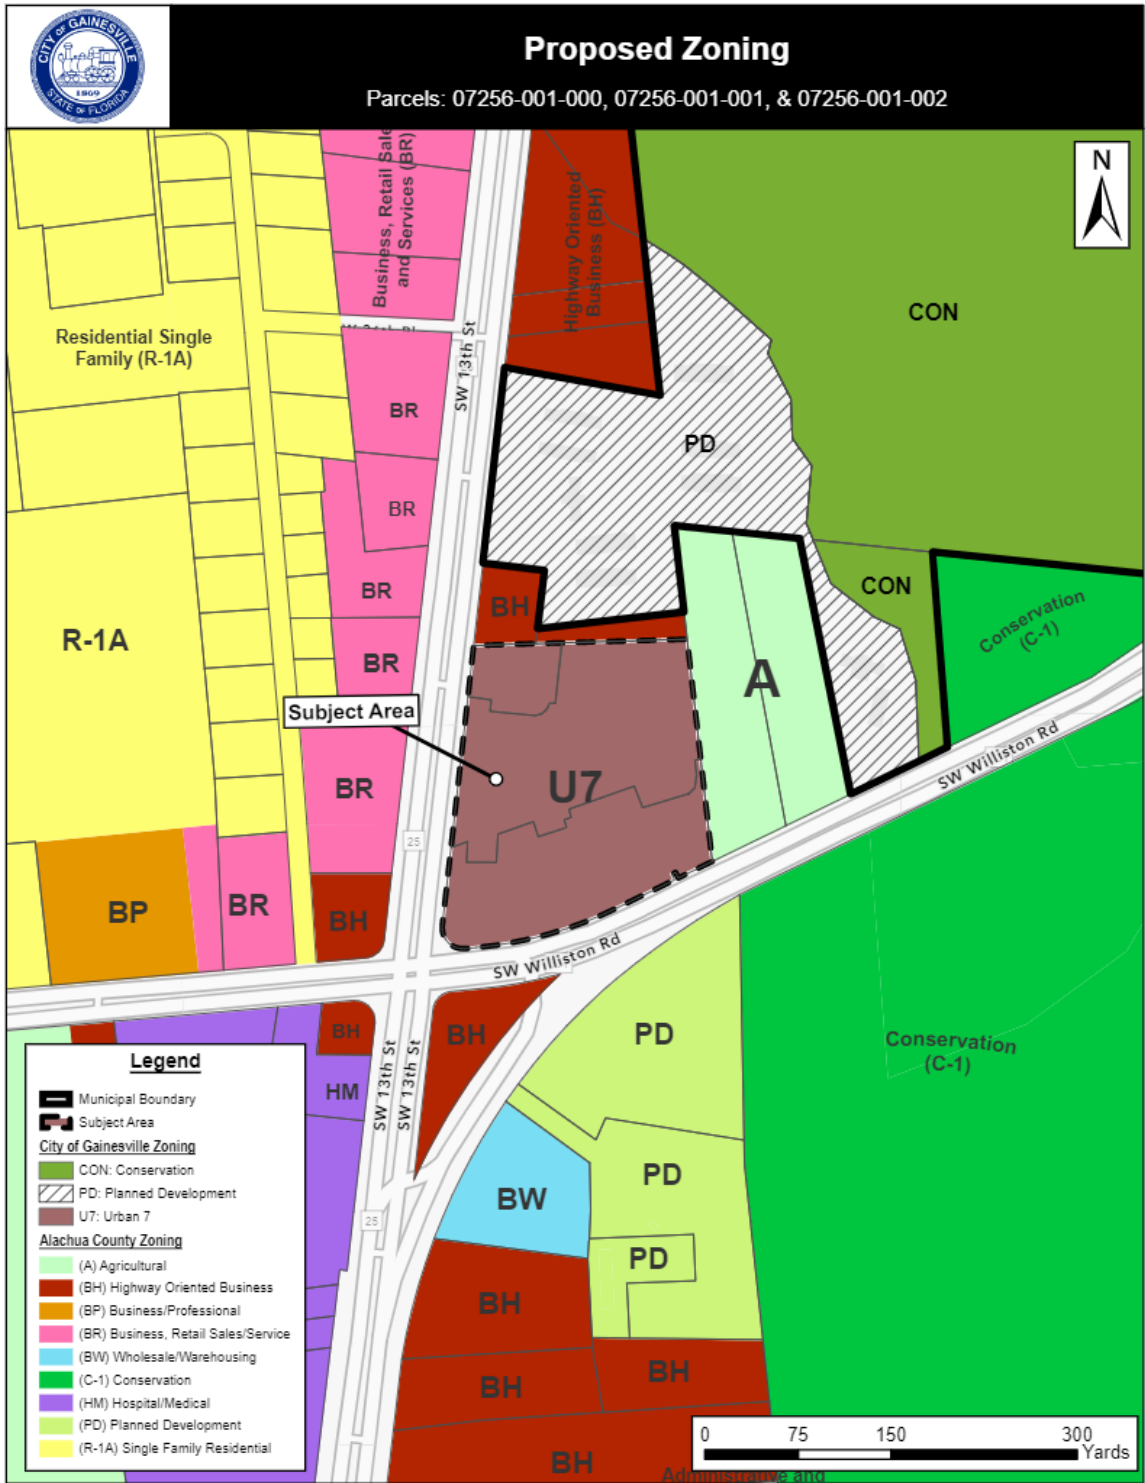 CITY OF GAINESVILLE
1869
STATE OF FLORIDA
Proposed Zoning
Parcels: 07256-001-000, 07256-001-001, & 07256-001-002
N
Business, Retail Sale
and Services (BR)
Highway Oriented
Business (BH)
CON
Residential Single
Family (R-1A)
SW 13th St
BR
PD
BR
BR
BH
CON
Conservation
(C-1)
R-1A
BR
A
Subject Area
SW Williston Rd
BR
U7
25
BP
BR
BH
SW Williston Rd
BH
BH
PD
Conservation
(C-1)
HM
SW 13th St
SW 13th St
PD
BW
25
PD
BH
BH
BH
BH
Administrative and
Legend
Municipal Boundary
Subject Area
City of Gainesville Zoning
CON: Conservation
PD: Planned Development
U7: Urban 7
Alachua County Zoning
(A) Agricultural
(BH) Highway Oriented Business
(BP) Business/Professional
(BR) Business, Retail Sales/Service
(BW) Wholesale/Warehousing
(C-1) Conservation
(HM) Hospital/Medical
(PD) Planned Development
(R-1A) Single Family Residential
0 75 150 300
Yards